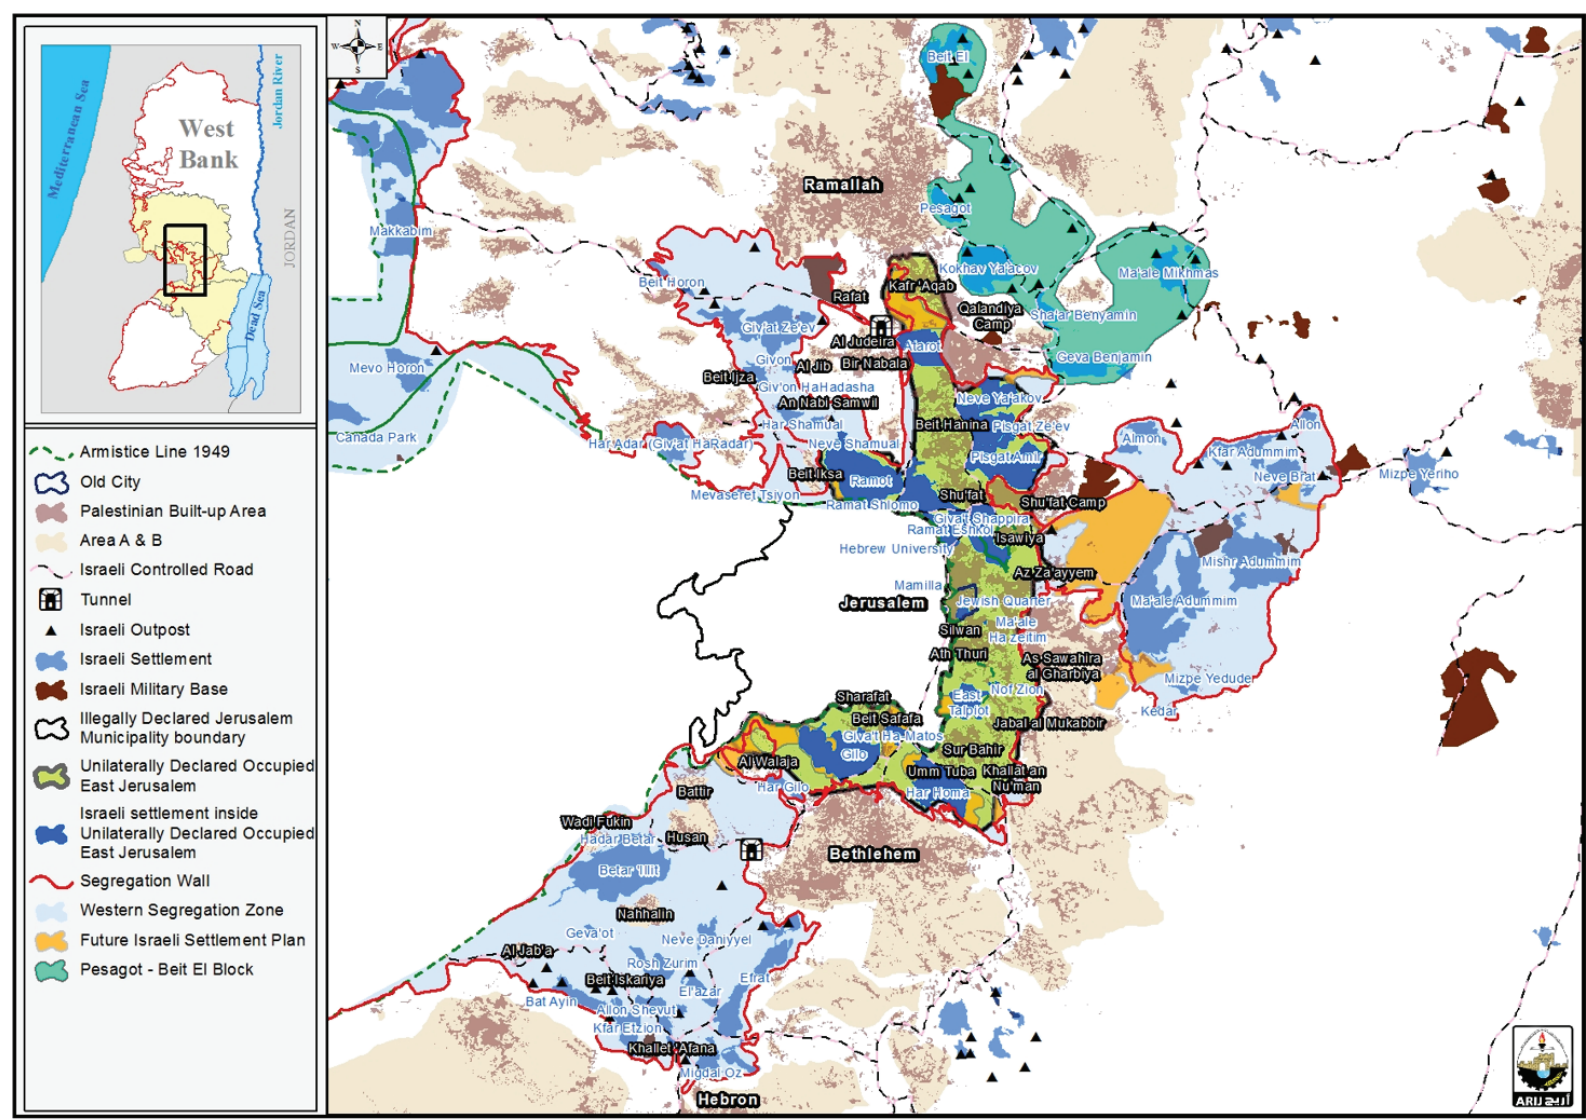 Mediterranean Sea
Jordan River
West
Bank
JORDAN
Dead Sea
Armistice Line 1949
Old City
Palestinian Built-up Area
Area A & B
Israeli Controlled Road
Tunnel
Israeli Outpost
Israeli Settlement
Israeli Military Base
Illegally Declared Jerusalem
Municipality boundary
Unilaterally Declared Occupied
East Jerusalem
Israeli settlement inside
Unilaterally Declared Occupied
East Jerusalem
Segregation Wall
Western Segregation Zone
Future Israeli Settlement Plan
Pesagot - Beit El Block
N
W E
S
Beit El
Ramallah
Pesagot
Makkabim
Kokhav Ya'acov
Ma'ale Mikhmas
Beit Horon
Kafr 'Aqab
Rafat
Qalandiya
Camp
Sha'ar Benyamin
Giv'at Ze'ev
Al Judeira
Atarot
Geva Benjamin
Mevo Horon
Givon
Al Jib
Bir Nabala
Beit Ijza
Giv'on HaHadasha
An Nabi Samwil
Neve Ya'akov
Har Shamual
Beit Hanina
Pisgat Ze'ev
Canada Park
Har Adar (Giv'at HaRadar)
Neve Shamual
Almon
Allon
Kfar Adummim
Pisgat Amir
Beit Iksa
Ramot
Neve Brat
Mizpe Yeriho
Mevaseret Tsiyon
Ramat Shlomo
Shu'fat
Shu'fat Camp
Giva't Shappira
Ramat Eshkol
Isawiya
Hebrew University
Mishr Adummim
Az Za'ayyem
Mamilla
Jerusalem
Jewish Quarter
Ma'ale Adummim
Ma'ale
Ha zeitim
Silwan
Ath Thuri
As Sawahira
al Gharbiya
Mizpe Yedude
Nof Zion
East
Talpiot
Sharafat
Kedar
Beit Safafa
Jabal al Mukabbir
Giva't Ha-Matos
Gilo
Sur Bahir
Al Walaja
Umm Tuba
Khallat an
Nu'man
Har Gilo
Har Homa
Battir
Wadi Fukin
Hadar Betar
Husan
Bethlehem
Betar 'Illit
Nahhalin
Geva'ot
Neve Daniyyel
Al Jab'a
Rosh Zurim
Beit Iskariya
Efrat
El'azar
Bat Ayin
Allon Shevut
Kfar Etzion
Khallet 'Afana
Migdal Oz
Hebron
ARIJ أريج